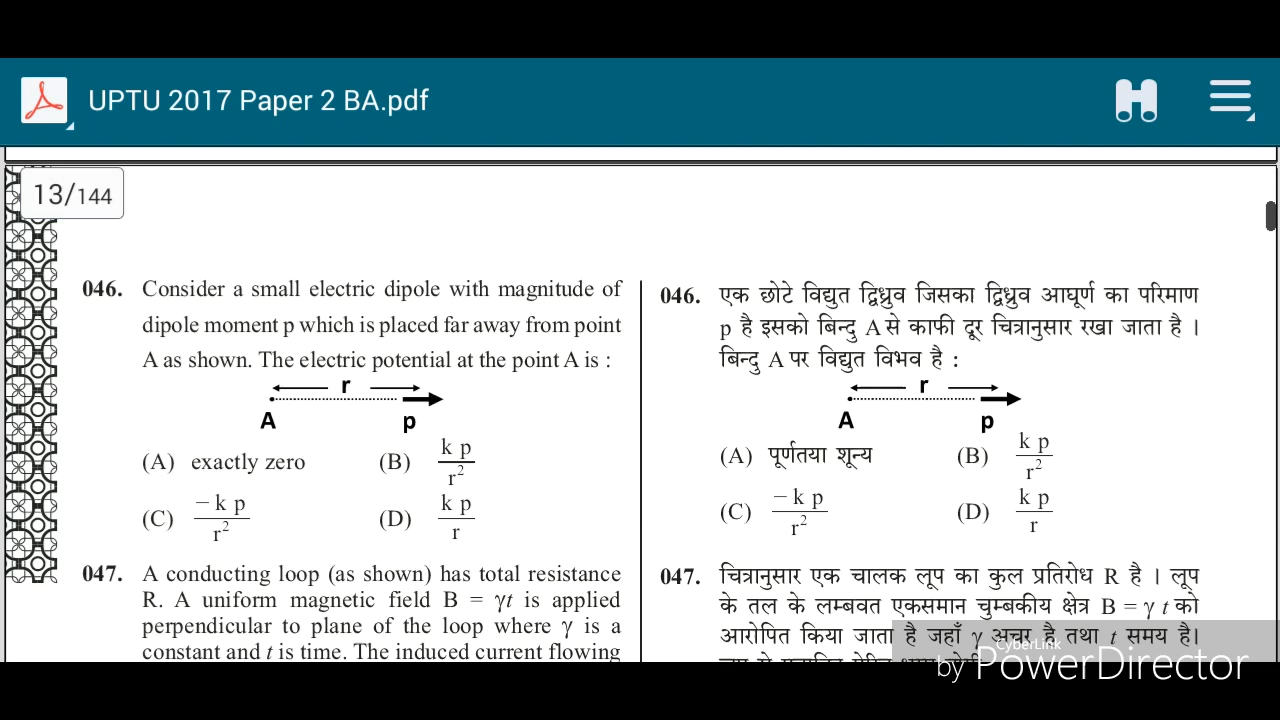 UPTU 2017 Paper 2 BA.pdf
13/144
046. Consider a small electric dipole with magnitude of
dipole moment p which is placed far away from point
A as shown. The electric potential at the point A is :
r
A p
(A) exactly zero (B) k p / r²
(C) −k p / r² (D) k p / r
047. A conducting loop (as shown) has total resistance
R. A uniform magnetic field B = γt is applied
perpendicular to plane of the loop where γ is a
constant and t is time. The induced current flowing
046. एक छोटे विद्युत द्विध्रुव जिसका द्विध्रुव आघूर्ण का परिमाण
p है इसको बिन्दु A से काफी दूर चित्रानुसार रखा जाता है ।
बिन्दु A पर विद्युत विभव है :
r
A p
(A) पूर्णतया शून्य (B) k p / r²
(C) −k p / r² (D) k p / r
047. चित्रानुसार एक चालक लूप का कुल प्रतिरोध R है । लूप
के तल के लम्बवत एकसमान चुम्बकीय क्षेत्र B = γ t को
आरोपित किया जाता है जहाँ γ अचर है तथा t समय है।
CyberLink
by PowerDirector